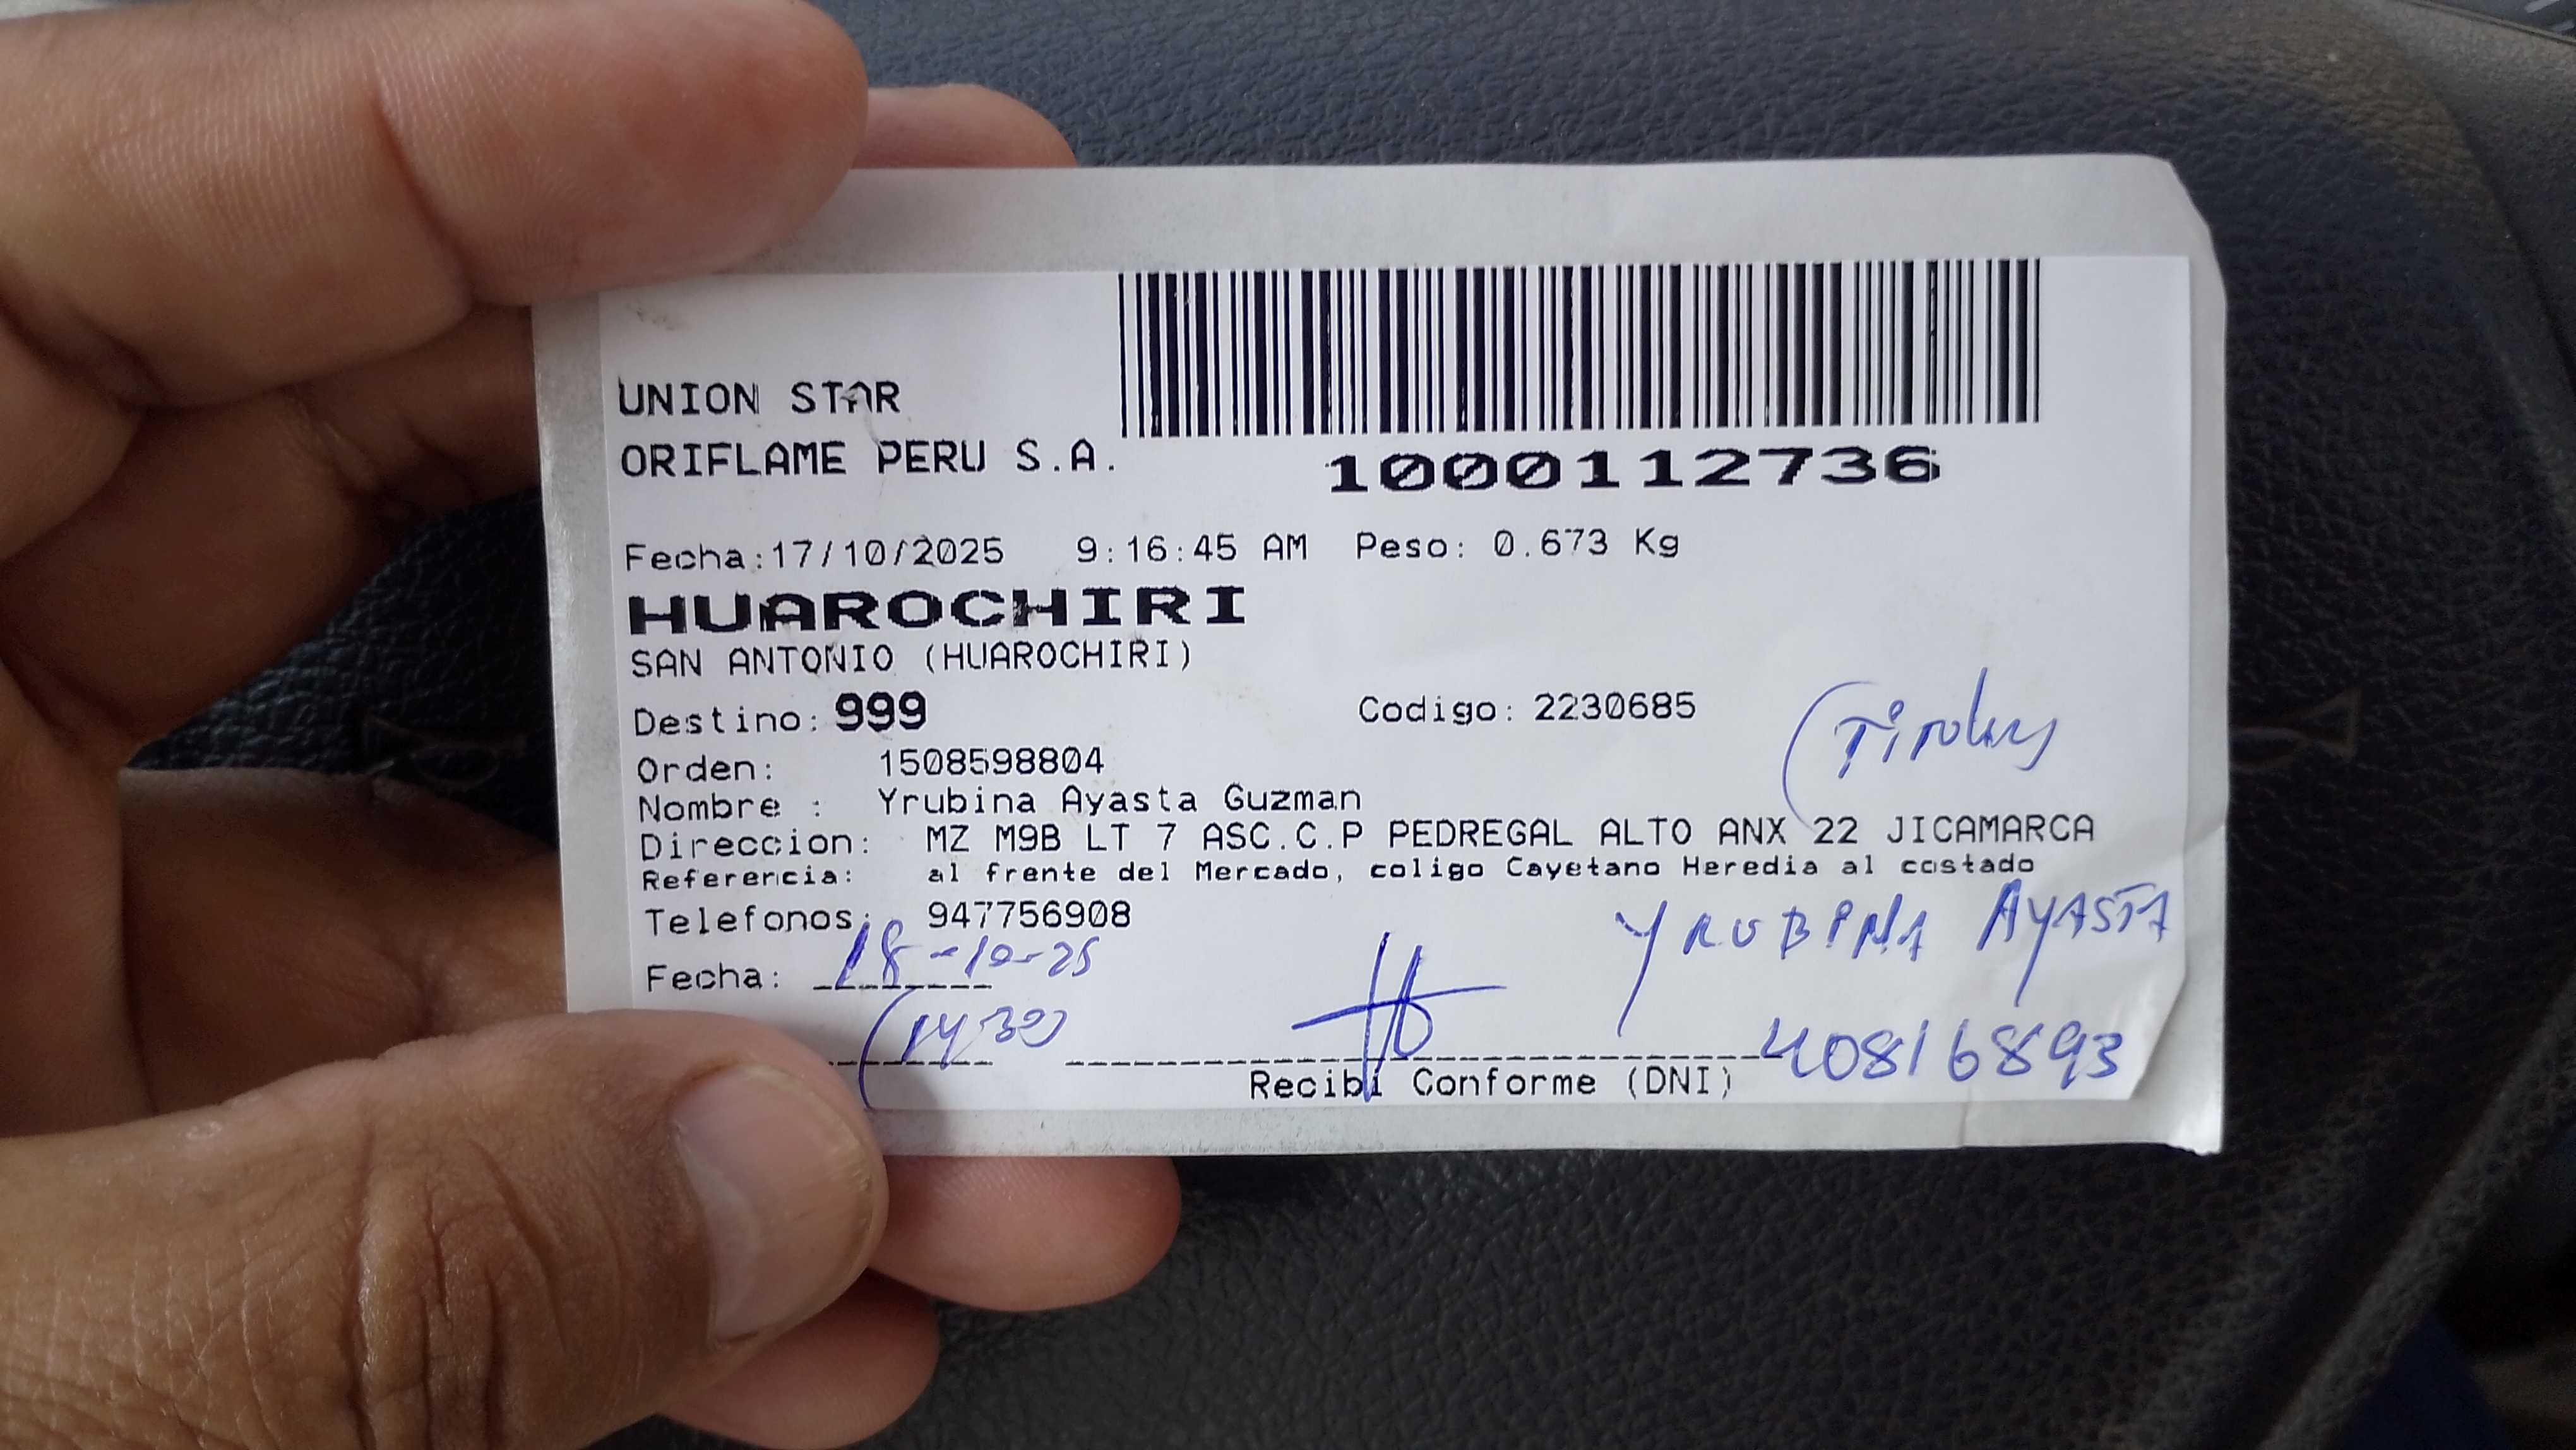 UNION STAR
ORIFLAME PERU S.A.
1000112736
Fecha:17/10/2025 9:16:45 AM Peso: 0.673 Kg
HUAROCHIRI
SAN ANTONIO (HUAROCHIRI)
Destino: 999 Codigo: 2230685
Orden: 1508598804
Nombre : Yrubina Ayasta Guzman
Direccion: MZ M9B LT 7 ASC.C.P PEDREGAL ALTO ANX 22 JICAMARCA
Referencia: al frente del Mercado, coligo Cayetano Heredia al costado
Telefonos: 947756908
YRUBINA AYASTA
Fecha: 18-10-25
14:30
40816893
Recibi Conforme (DNI)